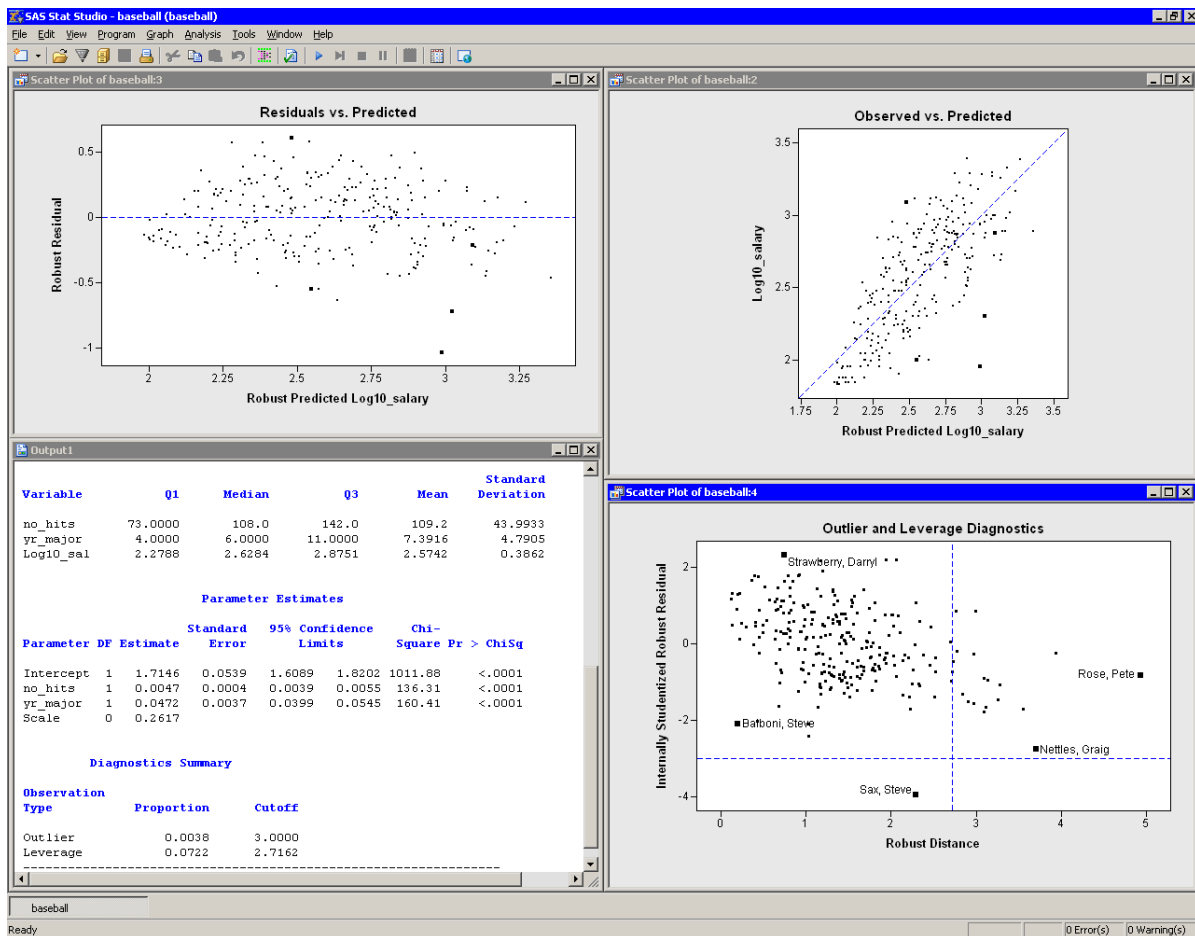 SAS Stat Studio - baseball (baseball)
File Edit View Program Graph Analysis Tools Window Help
Scatter Plot of baseball:3
Residuals vs. Predicted
0.5
0
-0.5
-1
Robust Residual
2 2.25 2.5 2.75 3 3.25
Robust Predicted Log10_salary
Scatter Plot of baseball:2
Observed vs. Predicted
3.5
3
2.5
2
Log10_salary
1.75 2 2.25 2.5 2.75 3 3.25 3.5
Robust Predicted Log10_salary
Output1
Standard
Variable Q1 Median Q3 Mean Deviation
no_hits 73.0000 108.0 142.0 109.2 43.9933
yr_major 4.0000 6.0000 11.0000 7.3916 4.7905
Log10_sal 2.2788 2.6284 2.8751 2.5742 0.3862
Parameter Estimates
Standard 95% Confidence Chi-
Parameter DF Estimate Error Limits Square Pr > ChiSq
Intercept 1 1.7146 0.0539 1.6089 1.8202 1011.88 <.0001
no_hits 1 0.0047 0.0004 0.0039 0.0055 136.31 <.0001
yr_major 1 0.0472 0.0037 0.0399 0.0545 160.41 <.0001
Scale 0 0.2617
Diagnostics Summary
Observation
Type Proportion Cutoff
Outlier 0.0038 3.0000
Leverage 0.0722 2.7162
Scatter Plot of baseball:4
Outlier and Leverage Diagnostics
2
0
-2
-4
Internally Studentized Robust Residual
Strawberry, Darryl
Rose, Pete
Balboni, Steve
Nettles, Graig
Sax, Steve
0 1 2 3 4 5
Robust Distance
baseball
Ready 0 Error(s) 0 Warning(s)